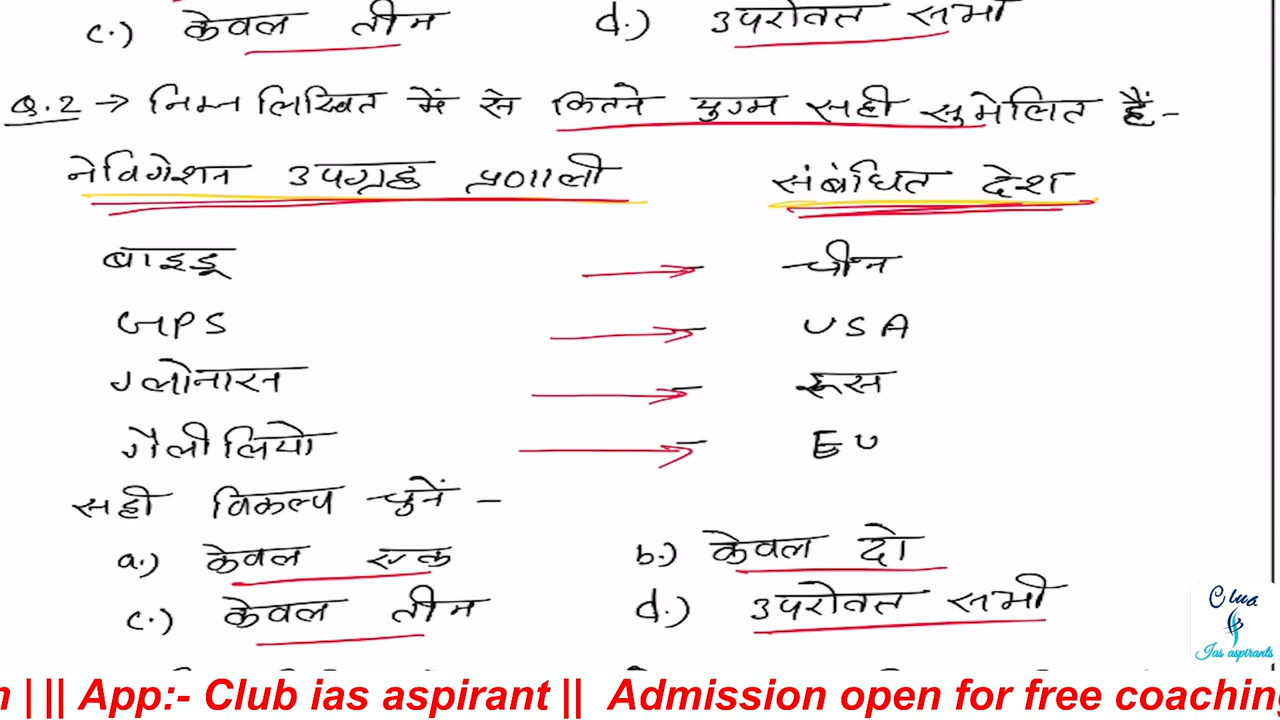 c.) केवल तीन d.) उपरोक्त सभी
Q.2 → निम्न लिखित में से कितने युग्म सही सुमेलित हैं-
नेविगेशन उपग्रह प्रणाली संबंधित देश
बाइडू - चीन
GPS - USA
ग्लोनास - रूस
गैलीलियो - EU
सही विकल्प चुनें -
a.) केवल एक b.) केवल दो
c.) केवल तीन d.) उपरोक्त सभी
Club
Ias aspirants
| || App:- Club ias aspirant || Admission open for free coaching